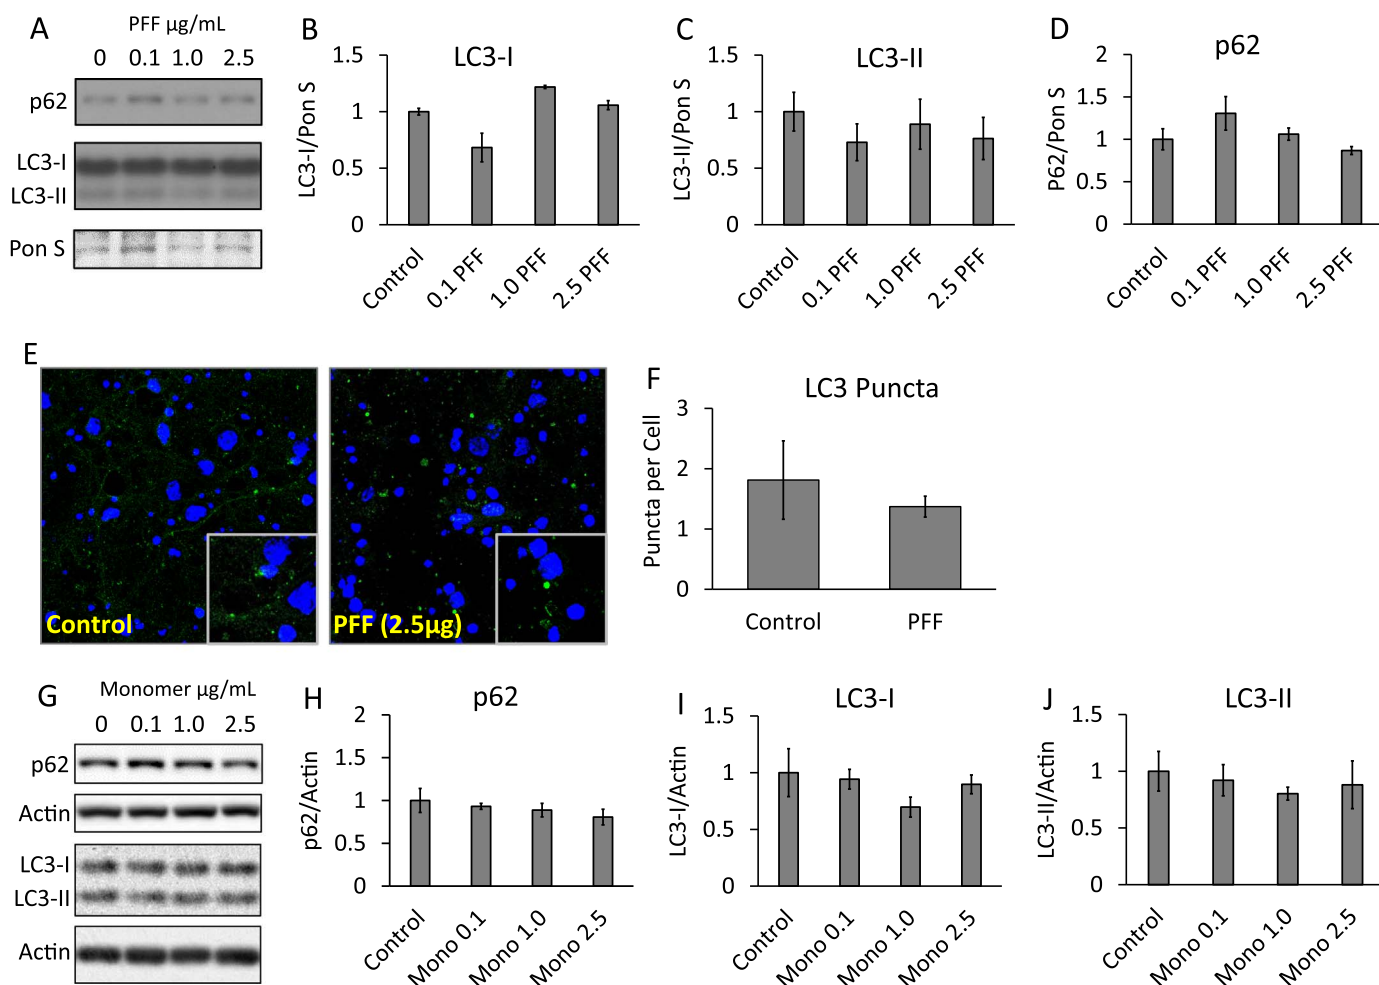 A
PFF µg/mL
0 0.1 1.0 2.5
p62
LC3-I
LC3-II
Pon S
B
LC3-I
LC3-I/Pon S
1.5
1
0.5
0
Control 0.1 PFF 1.0 PFF 2.5 PFF
C
LC3-II
LC3-II/Pon S
1.5
1
0.5
0
Control 0.1 PFF 1.0 PFF 2.5 PFF
D
p62
P62/Pon S
2
1.5
1
0.5
0
Control 0.1 PFF 1.0 PFF 2.5 PFF
E
Control
PFF (2.5µg)
F
LC3 Puncta
Puncta per Cell
3
2
1
0
Control PFF
G
Monomer µg/mL
0 0.1 1.0 2.5
p62
Actin
LC3-I
LC3-II
Actin
H
p62
p62/Actin
2
1.5
1
0.5
0
Control Mono 0.1 Mono 1.0 Mono 2.5
I
LC3-I
LC3-I/Actin
1.5
1
0.5
0
Control Mono 0.1 Mono 1.0 Mono 2.5
J
LC3-II
LC3-II/Actin
1.5
1
0.5
0
Control Mono 0.1 Mono 1.0 Mono 2.5